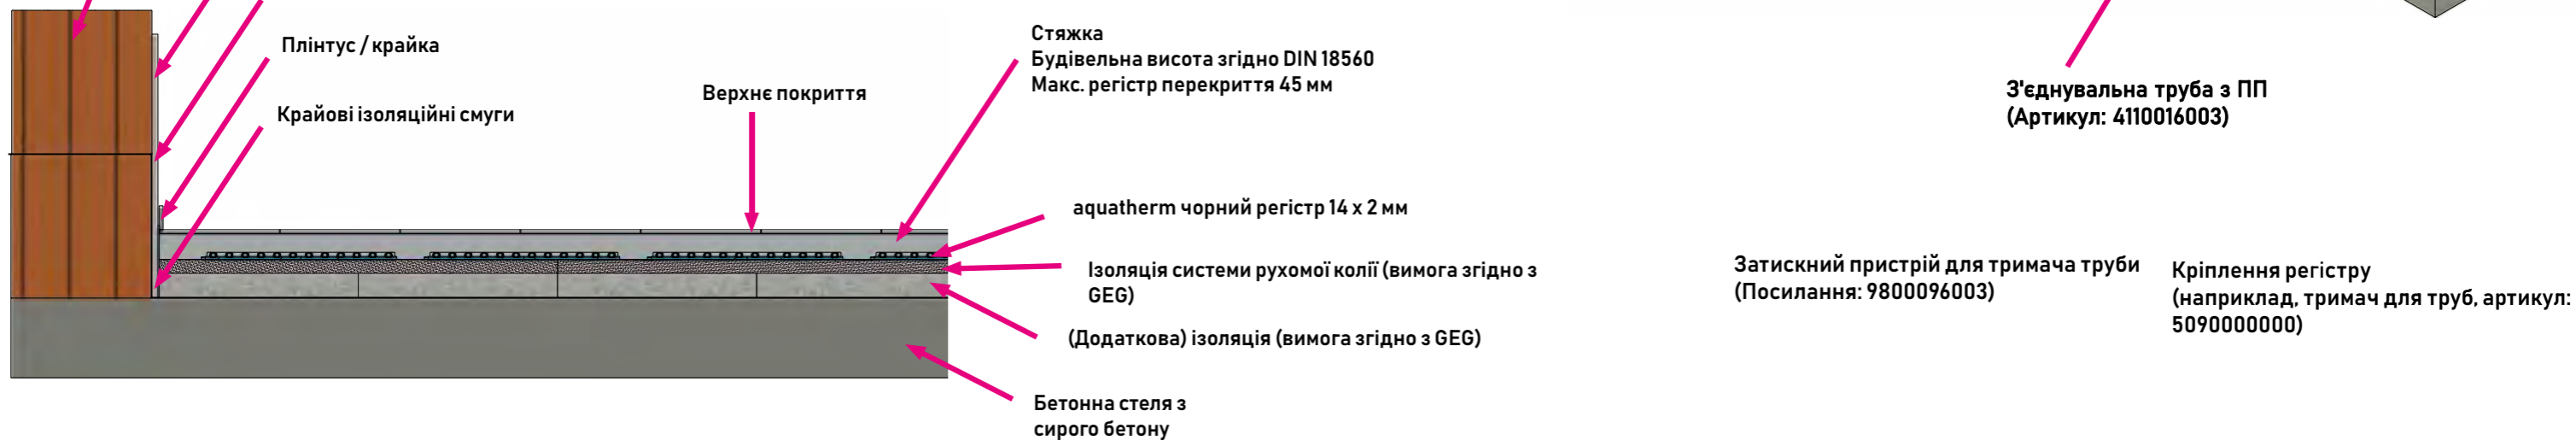 Плінтус / крайка
Крайові ізоляційні смуги
Верхнє покриття
Стяжка
Будівельна висота згідно DIN 18560
Макс. регістр перекриття 45 мм
aquatherm чорний регістр 14 x 2 мм
Ізоляція системи рухомої колії (вимога згідно з
GEG)
(Додаткова) ізоляція (вимога згідно з GEG)
Бетонна стеля з
сирого бетону
З'єднувальна труба з ПП
(Артикул: 4110016003)
Затискний пристрій для тримача труби
(Посилання: 9800096003)
Кріплення регістру
(наприклад, тримач для труб, артикул:
5090000000)